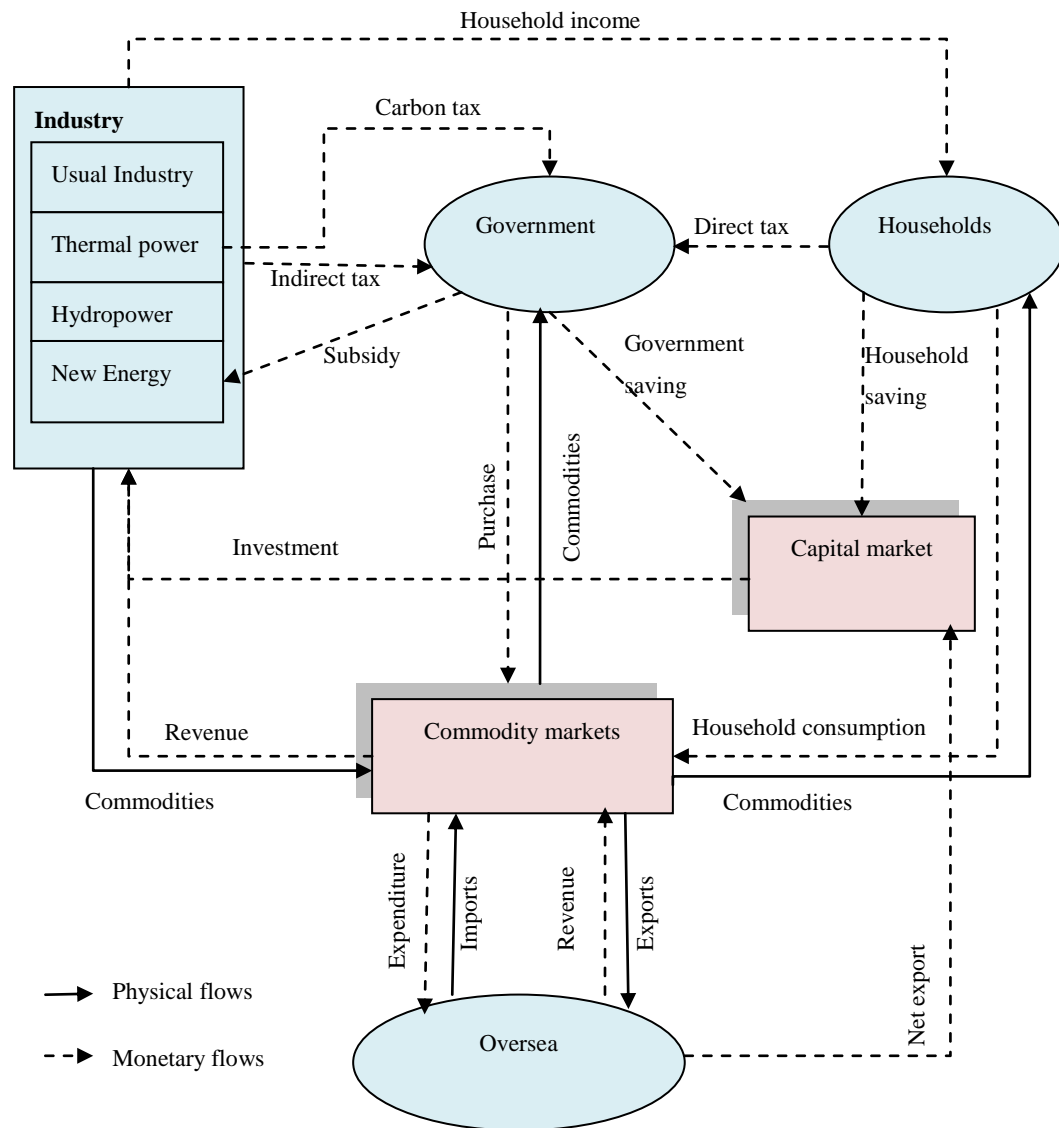 Household income
Carbon tax
Industry
Usual Industry
Thermal power
Hydropower
New Energy
Government
Direct tax
Households
Indirect tax
Subsidy
Government
saving
Household
saving
Purchase
Commodities
Investment
Capital market
Revenue
Commodity markets
Household consumption
Commodities
Commodities
Expenditure
Imports
Revenue
Exports
Net export
Physical flows
Monetary flows
Oversea